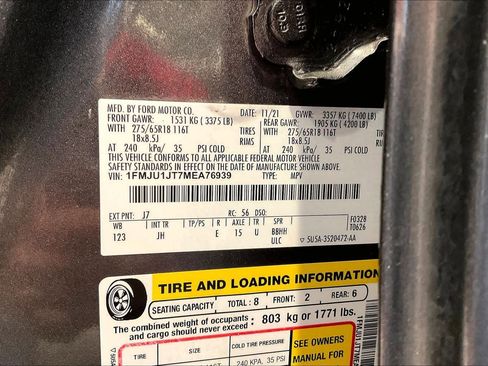 MFD. BY FORD MOTOR CO.
DATE: 11/21 GVWR: 3357 KG (7400 LB)
FRONT GAWR: 1531 KG (3375 LB) REAR GAWR: 1905 KG (4200 LB)
WITH 275/65R18 116T TIRES WITH 275/65R18 116T
18x8.5J RIMS 18x8.5J
AT 240 kPa/ 35 PSI COLD AT 240 kPa/ 35 PSI COLD
THIS VEHICLE CONFORMS TO ALL APPLICABLE FEDERAL MOTOR VEHICLE
SAFETY STANDARDS IN EFFECT ON THE DATE OF MANUFACTURE SHOWN ABOVE.
VIN: 1FMJU1JT7MEA76939
TYPE: MPV
EXT PNT: J7 RC: 56 DSO: F0328
WB INT TR TP/PS R AXLE TR SPR T0626
123 JH E 15 U BBHH
ULC 5U5A-3520472-AA
TIRE AND LOADING INFORMATION
SEATING CAPACITY TOTAL: 8 FRONT: 2 REAR: 6
The combined weight of occupants
and cargo should never exceed: 803 kg or 1771 lbs.
TIRE SIZE COLD TIRE PRESSURE
240 KPA, 35 PSI
SEE OWNERS
MANUAL FOR